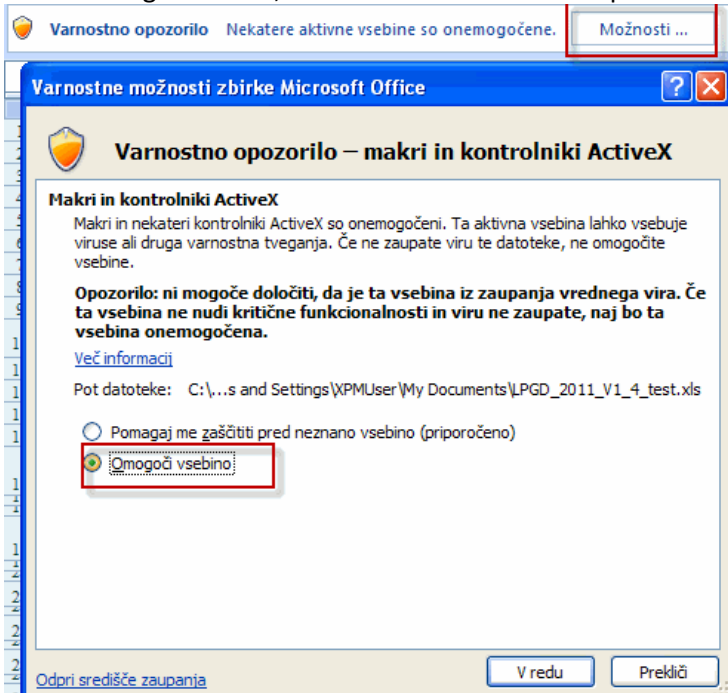 Varnostno opozorilo Nekatere aktivne vsebine so onemogočene. Možnosti ...
Varnostne možnosti zbirke Microsoft Office
Varnostno opozorilo – makri in kontrolniki ActiveX
Makri in kontrolniki ActiveX
Makri in nekateri kontrolniki ActiveX so onemogočeni. Ta aktivna vsebina lahko vsebuje
viruse ali druga varnostna tveganja. Če ne zaupate viru te datoteke, ne omogočite
vsebine.
Opozorilo: ni mogoče določiti, da je ta vsebina iz zaupanja vrednega vira. Če
ta vsebina ne nudi kritične funkcionalnosti in viru ne zaupate, naj bo ta
vsebina onemogočena.
Več informacij
Pot datoteke: C:\...s and Settings\XPMUser\My Documents\LPGD_2011_V1_4_test.xls
Pomagaj me zaščititi pred neznano vsebino (priporočeno)
Omogoči vsebino
Odpri središče zaupanja V redu Prekliči